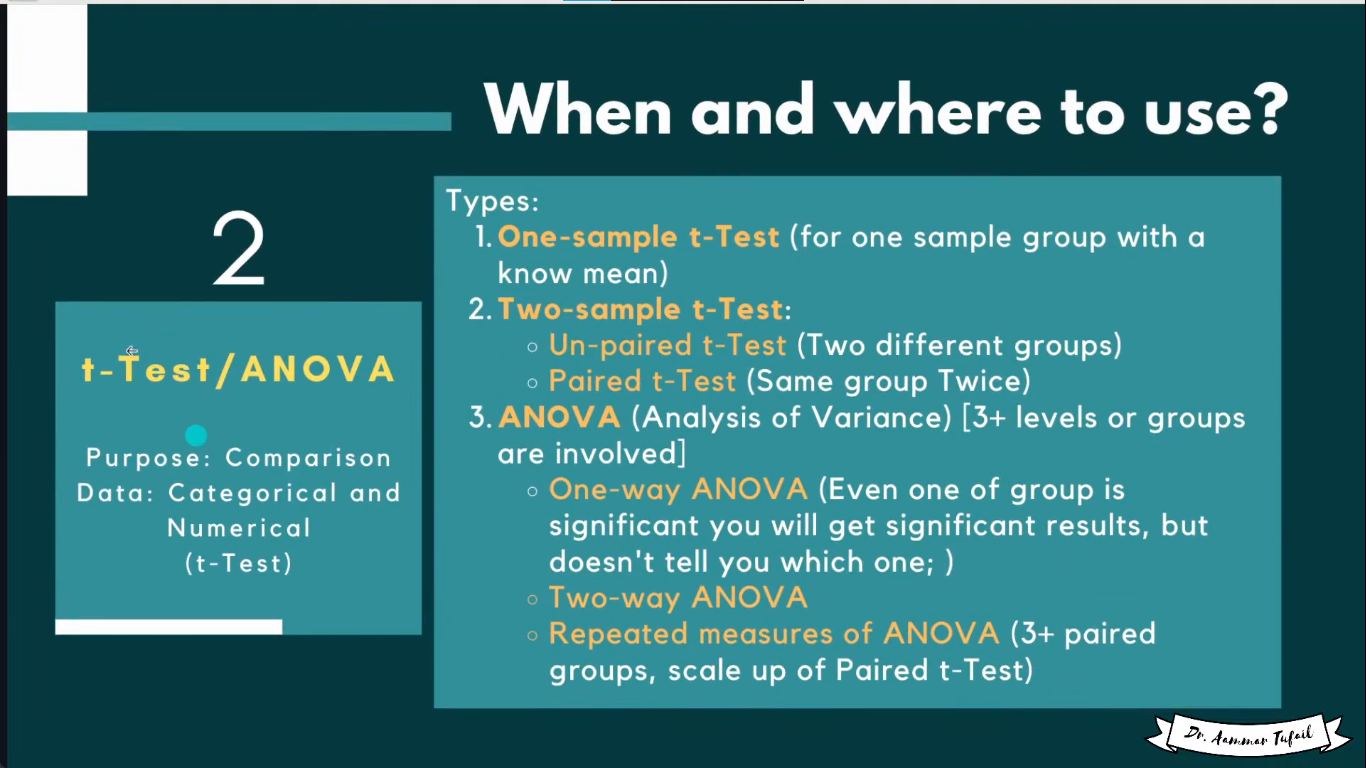 When and where to use?
2
t-Test/ANOVA
Purpose: Comparison
Data: Categorical and
Numerical
(t-Test)
Types:
1. One-sample t-Test (for one sample group with a
know mean)
2. Two-sample t-Test:
○ Un-paired t-Test (Two different groups)
○ Paired t-Test (Same group Twice)
3. ANOVA (Analysis of Variance) [3+ levels or groups
are involved]
○ One-way ANOVA (Even one of group is
significant you will get significant results, but
doesn't tell you which one; )
○ Two-way ANOVA
○ Repeated measures of ANOVA (3+ paired
groups, scale up of Paired t-Test)
Dr. Aammar Tufail